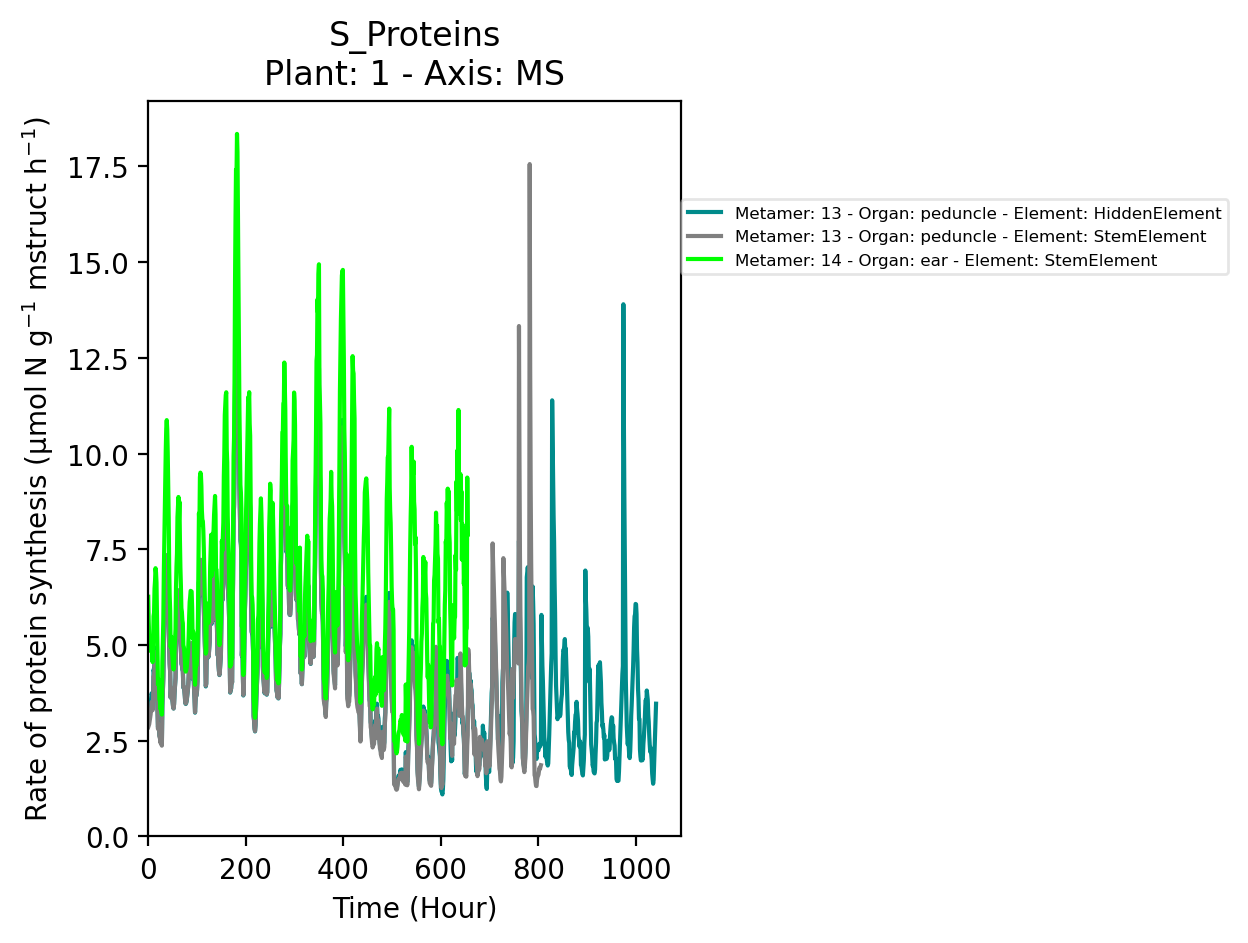 S_Proteins
Plant: 1 - Axis: MS
Rate of protein synthesis (µmol N g⁻¹ mstruct h⁻¹)
17.5
15.0
12.5
10.0
7.5
5.0
2.5
0.0
0 200 400 600 800 1000
Time (Hour)
Metamer: 13 - Organ: peduncle - Element: HiddenElement
Metamer: 13 - Organ: peduncle - Element: StemElement
Metamer: 14 - Organ: ear - Element: StemElement